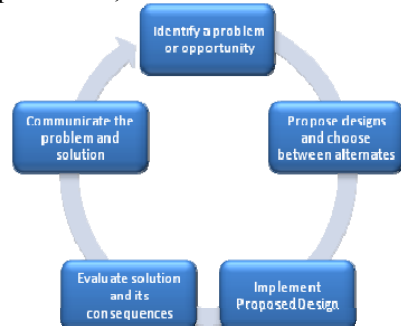 Identify a problem
or opportunity
Propose designs
and choose
between alternates
Implement
Proposed Design
Evaluate solution
and its
consequences
Communicate the
problem and
solution